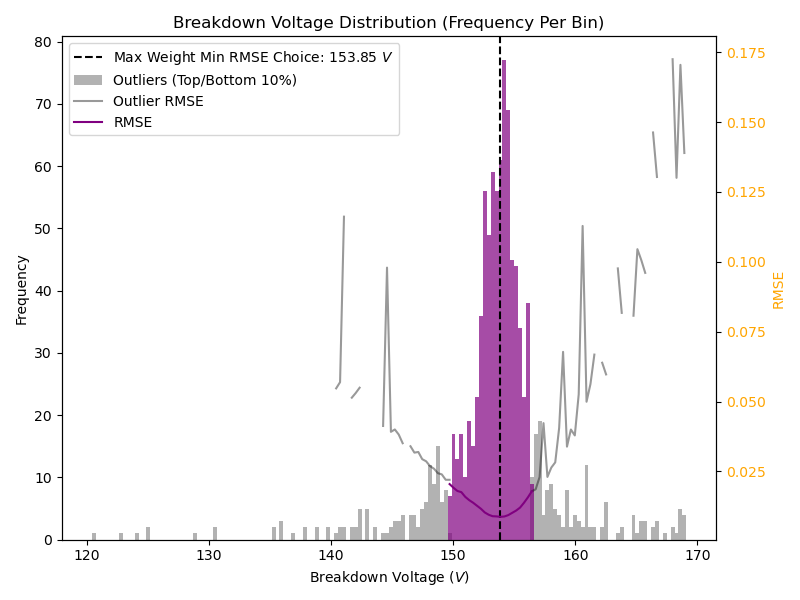 Breakdown Voltage Distribution (Frequency Per Bin)
Max Weight Min RMSE Choice: 153.85 V
Outliers (Top/Bottom 10%)
Outlier RMSE
RMSE
80
70
60
50
40
30
20
10
0
Frequency
0.175
0.150
0.125
0.100
0.075
0.050
0.025
RMSE
120
130
140
150
160
170
Breakdown Voltage (V)